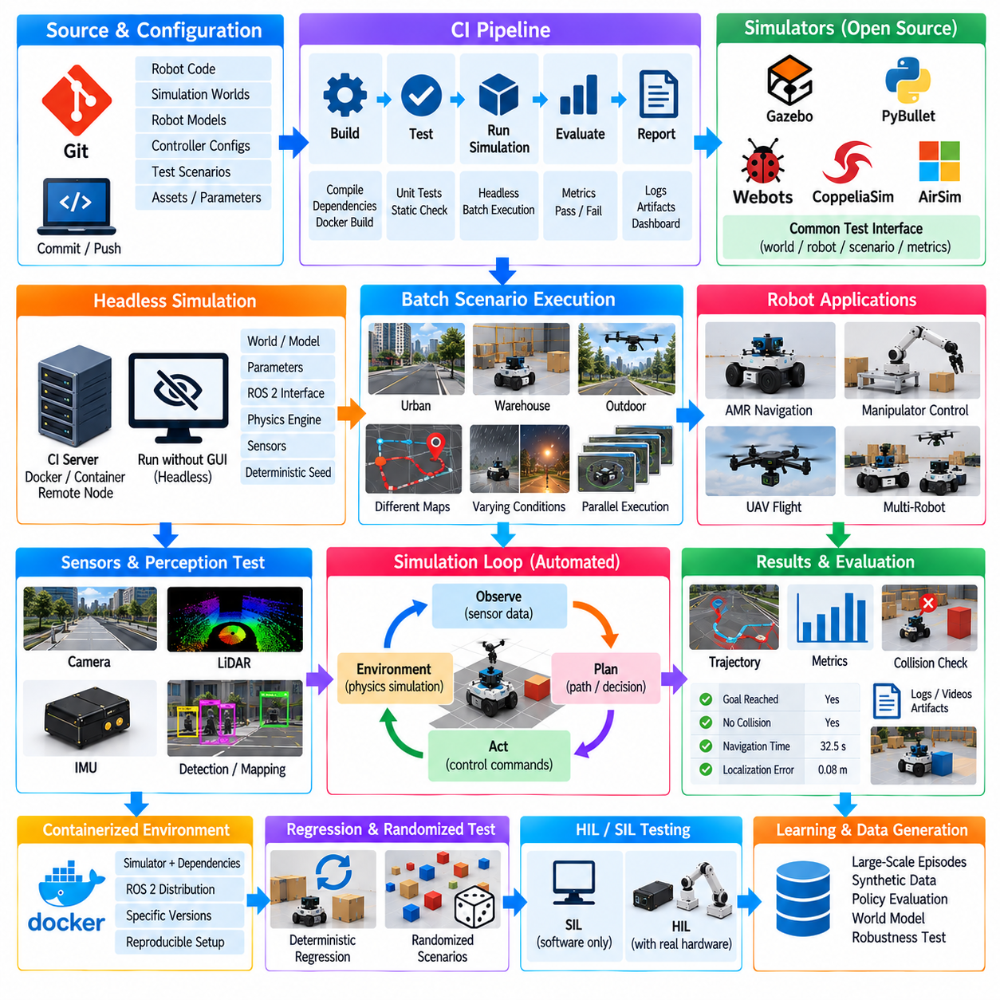 Source & Configuration
Git
Commit / Push
Robot Code
Simulation Worlds
Robot Models
Controller Configs
Test Scenarios
Assets / Parameters
CI Pipeline
Build
Test
Run
Simulation
Evaluate
Report
Compile
Dependencies
Docker Build
Unit Tests
Static Check
Headless
Batch Execution
Metrics
Pass / Fail
Logs
Artifacts
Dashboard
Simulators (Open Source)
Gazebo
PyBullet
Webots
CoppeliaSim
AirSim
Common Test Interface
(world / robot / scenario / metrics)
Headless Simulation
CI Server
Docker / Container
Remote Node
Run without GUI
(Headless)
World / Model
Parameters
ROS 2 Interface
Physics Engine
Sensors
Deterministic Seed
Batch Scenario Execution
Urban
Warehouse
Outdoor
Different Maps
Varying Conditions
Parallel Execution
Robot Applications
AMR Navigation
Manipulator Control
UAV Flight
Multi-Robot
Sensors & Perception Test
Camera
LiDAR
IMU
Detection / Mapping
Simulation Loop (Automated)
Observe
(sensor data)
Environment
(physics simulation)
Plan
(path / decision)
Act
(control commands)
Results & Evaluation
Trajectory
Metrics
Collision Check
Goal Reached Yes
No Collision Yes
Navigation Time 32.5 s
Localization Error 0.08 m
Logs / Videos
Artifacts
Containerized Environment
docker
Simulator + Dependencies
ROS 2 Distribution
Specific Versions
Reproducible Setup
Regression & Randomized Test
Deterministic
Regression
Randomized
Scenarios
HIL / SIL Testing
SIL
(software only)
HIL
(with real hardware)
Learning & Data Generation
Large-Scale Episodes
Synthetic Data
Policy Evaluation
World Model
Robustness Test